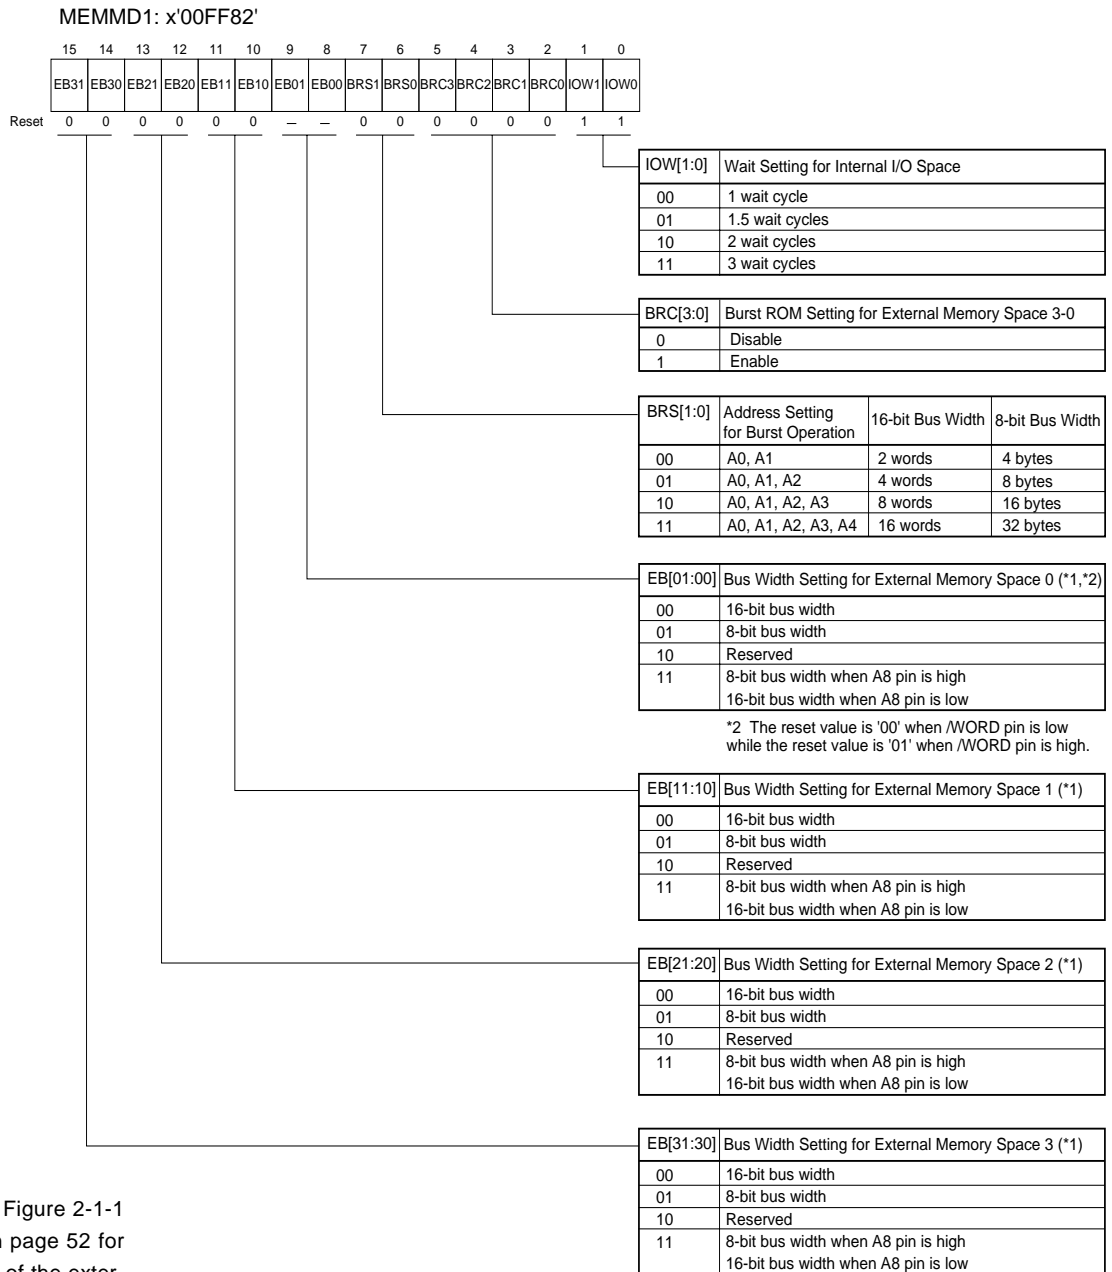 MEMMD1: x'00FF82'
15 14 13 12 11 10 9 8 7 6 5 4 3 2 1 0
EB31 EB30 EB21 EB20 EB11 EB10 EB01 EB00 BRS1 BRS0 BRC3 BRC2 BRC1 BRC0 IOW1 IOW0
Reset 0 0 0 0 0 0 – – 0 0 0 0 0 0 1 1
IOW[1:0] Wait Setting for Internal I/O Space
00 1 wait cycle
01 1.5 wait cycles
10 2 wait cycles
11 3 wait cycles
BRC[3:0] Burst ROM Setting for External Memory Space 3-0
0 Disable
1 Enable
BRS[1:0] Address Setting for Burst Operation 16-bit Bus Width 8-bit Bus Width
00 A0, A1 2 words 4 bytes
01 A0, A1, A2 4 words 8 bytes
10 A0, A1, A2, A3 8 words 16 bytes
11 A0, A1, A2, A3, A4 16 words 32 bytes
EB[01:00] Bus Width Setting for External Memory Space 0 (*1,*2)
00 16-bit bus width
01 8-bit bus width
10 Reserved
11 8-bit bus width when A8 pin is high
16-bit bus width when A8 pin is low
*2 The reset value is '00' when /WORD pin is low
while the reset value is '01' when /WORD pin is high.
EB[11:10] Bus Width Setting for External Memory Space 1 (*1)
00 16-bit bus width
01 8-bit bus width
10 Reserved
11 8-bit bus width when A8 pin is high
16-bit bus width when A8 pin is low
EB[21:20] Bus Width Setting for External Memory Space 2 (*1)
00 16-bit bus width
01 8-bit bus width
10 Reserved
11 8-bit bus width when A8 pin is high
16-bit bus width when A8 pin is low
EB[31:30] Bus Width Setting for External Memory Space 3 (*1)
00 16-bit bus width
01 8-bit bus width
10 Reserved
11 8-bit bus width when A8 pin is high
16-bit bus width when A8 pin is low
Figure 2-1-1
page 52 for
of the exter-